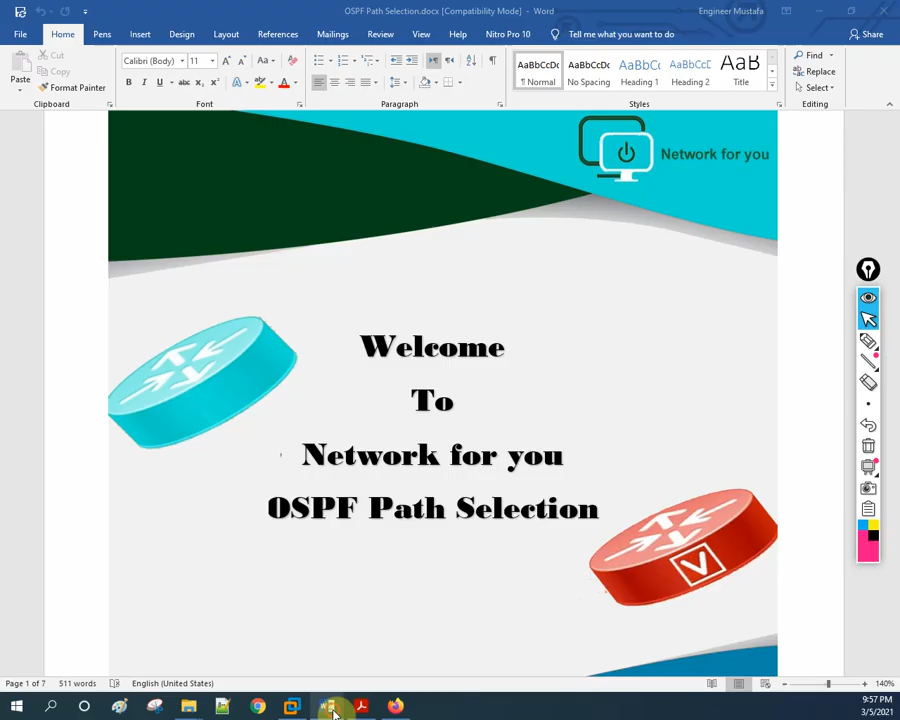 OSPF Path Selection.docx [Compatibility Mode] - Word
Engineer Mustafa
File Home Pens Insert Design Layout References Mailings Review View Help Nitro Pro 10 Tell me what you want to do Share
Paste
Cut
Copy
Format Painter
Clipboard
Calibri (Body) 11
Font
Paragraph
AaBbCcDc AaBbCcDc AaBbCc AaBbCcD AaB
¶ Normal No Spacing Heading 1 Heading 2 Title
Styles
Find
Replace
Select
Editing
Network for you
Welcome
To
Network for you
OSPF Path Selection
V
Page 1 of 7 511 words English (United States) 140%
9:57 PM
3/5/2021